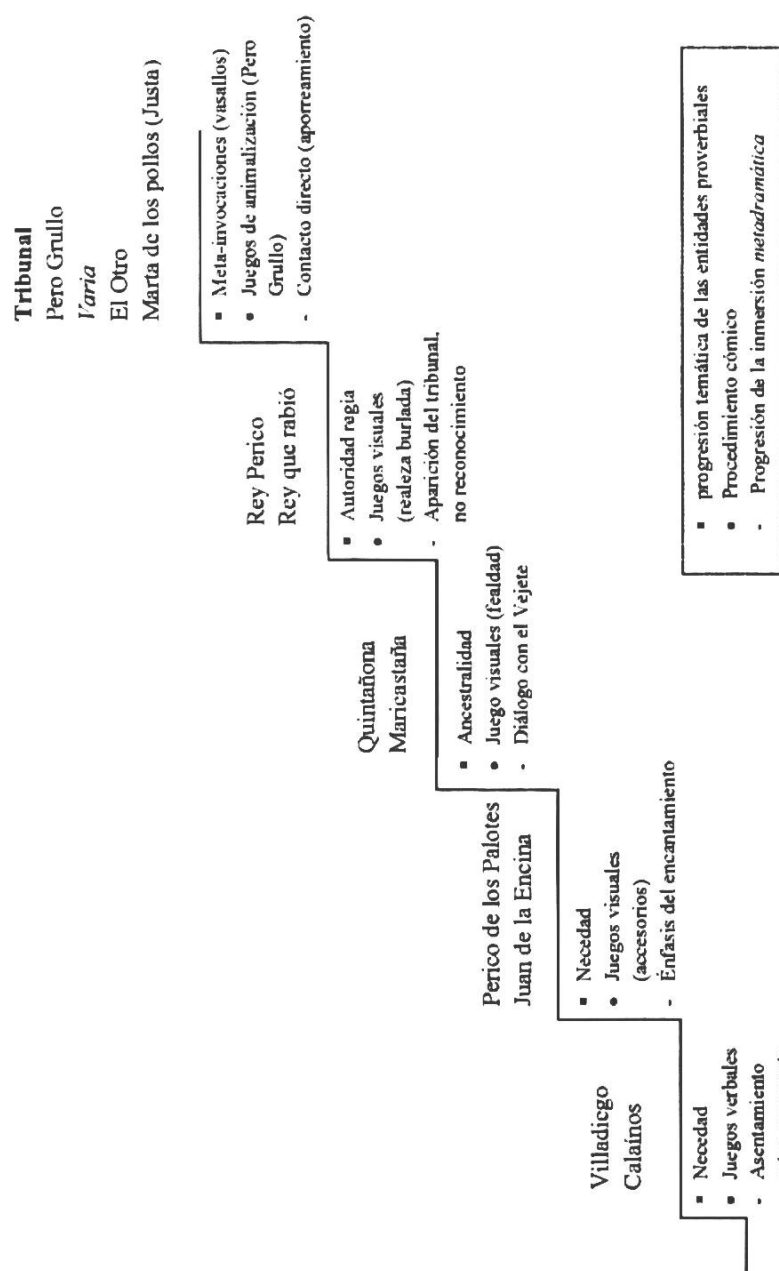 Tribunal
Pero Grullo
Varia
El Otro
Marta de los pollos (Justa)
▪ Meta-invocaciones (vasallos)
• Juegos de animalización (Pero
Grullo)
- Contacto directo (aporreamiento)
Rey Perico
Rey que rabió
▪ Autoridad regia
• Juegos visuales
(realeza burlada)
- Aparición del tribunal,
no reconocimiento
Quintañona
Maricastaña
▪ Ancestralidad
• Juego visuales (fealdad)
- Diálogo con el Vejete
Perico de los Palotes
Juan de la Encina
▪ Necedad
• Juegos visuales
(accesorios)
- Énfasis del encantamiento
Villadiego
Calaínos
▪ Necedad
• Juegos verbales
- Asentamiento
▪ progresión temática de las entidades proverbiales
• Procedimiento cómico
- Progresión de la inmersión metadramática